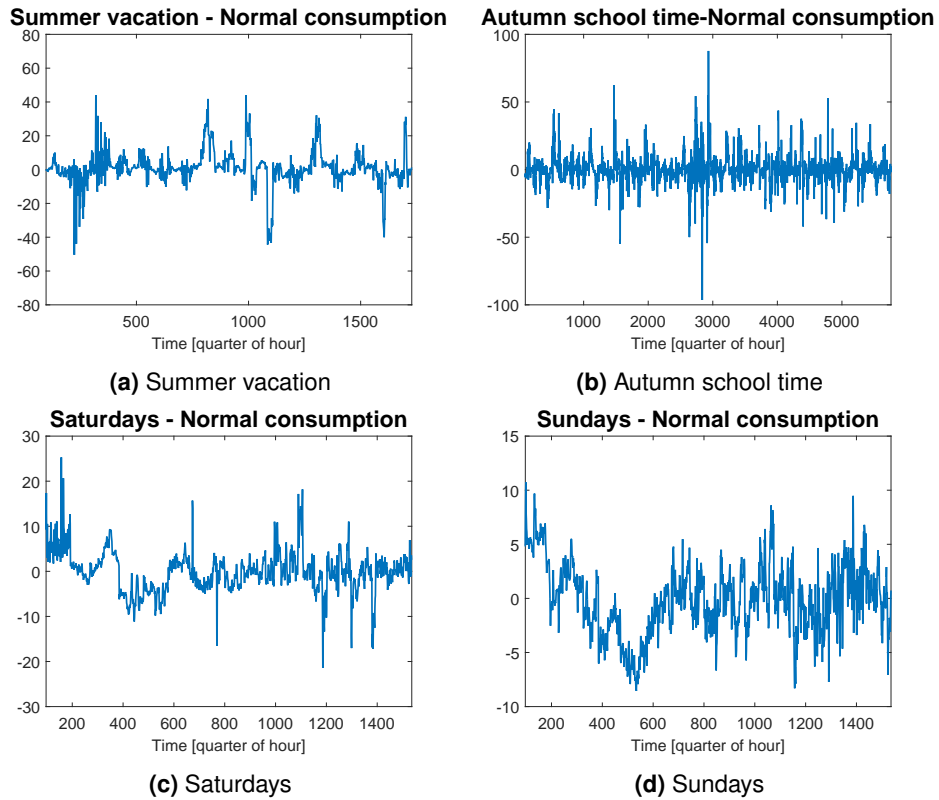 Summer vacation - Normal consumption
80
60
40
20
0
-20
-40
-60
-80
500 1000 1500
Time [quarter of hour]
(a) Summer vacation
Autumn school time-Normal consumption
100
50
0
-50
-100
1000 2000 3000 4000 5000
Time [quarter of hour]
(b) Autumn school time
Saturdays - Normal consumption
30
20
10
0
-10
-20
-30
200 400 600 800 1000 1200 1400
Time [quarter of hour]
(c) Saturdays
Sundays - Normal consumption
15
10
5
0
-5
-10
200 400 600 800 1000 1200 1400
Time [quarter of hour]
(d) Sundays